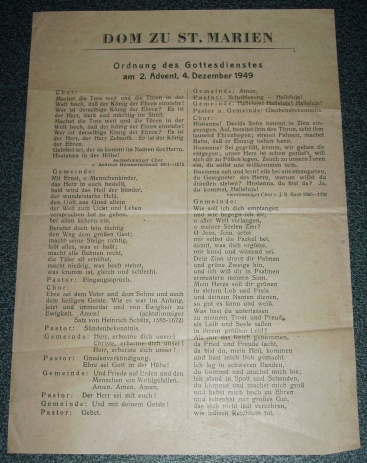 DOM ZU ST. MARIEN
Ordnung des Gottesdienstes
am 2. Advent, 4. Dezember 1949
Chor:
Machet die Tore weit und die Türen in der
Welt hoch, daß der König der Ehren einziehe!
Wer ist derselbige König der Ehren? Es ist
der Herr, stark und mächtig im Streit.
Machet die Tore weit und die Türen in der
Welt hoch, daß der König der Ehren einziehe!
Wer ist derselbige König der Ehren? Es ist
der Herr, der Herr Zebaoth. Er ist der König
der Ehren.
Gelobet sei, der da kommt im Namen des Herrn.
Hosianna in der Höhe!
Gemeinde:
Mit Ernst, o Menschenkinder,
das Herz in euch bestellt,
bald wird das Heil der Sünder,
der wunderstarke Held,
den Gott aus Gnad allein
der Welt zum Licht und Leben
versprochen hat zu geben,
bei allen kehren ein.
Bereitet doch fein tüchtig
den Weg dem großen Gast;
macht seine Steige richtig,
laßt alles, was er haßt;
macht alle Bahnen recht,
die Täler all erhöhet,
macht niedrig, was hoch stehet,
was krumm ist, gleich und schlecht.
Pastor: Eingangsspruch.
Chor:
Ehre sei dem Vater und dem Sohne und auch
dem heiligen Geiste. Wie es war im Anfang,
jetzt und immerdar und von Ewigkeit zu
Ewigkeit. Amen! (achtstimmiger
Satz von Heinrich Schütz, 1585-1672)
Pastor: Sündenbekenntnis.
Gemeinde: Herr, erbarme dich unser!
Christe, erbarme dich unser!
Herr, erbarme dich unser!
Pastor: Gnadenverkündigung.
Ehre sei Gott in der Höhe!
Gemeinde: Und Friede auf Erden und den
Menschen ein Wohlgefallen.
Amen. Amen. Amen.
Pastor: Der Herr sei mit euch!
Gemeinde: Und mit deinem Geiste!
Pastor: Gebet.
Gemeinde: Amen.
Pastor: Schriftlesung — Halleluja!
Gemeinde: Halleluja! Halleluja! Halleluja!
Pastor u. Gemeinde: Glaubensbekenntnis.
Chor:
Hosianna! Davids Sohn kommt in Zion ein-
gezogen. Auf, bereitet ihm den Thron, setzt ihm
tausend Ehrenbogen; streuet Palmen, machet
Bahn, daß er Einzug halten kann.
Hosianna! Sei gegrüßt, komm, wir gehen dir
entgegen; unser Herz ist schon gerüst', will
sich dir zu Füßen legen. Zeuch zu unsern Toren
ein, du sollst uns willkommen sein.
Hosianna nah und fern! eile bei uns einzugehen,
du Gesegneter des Herrn, warum willst du
draußen stehen? Hosianna, bist du da? Ja,
du kommst, Halleluja!
Gemeinde:
Wie soll ich dich empfangen
und wie begegn ich dir,
o aller Welt verlangen,
o meiner Seelen Zier?
O Jesu, Jesu, setze
mir selbst die Fackel bei,
damit, was dich ergötze,
mir kund und wissend sei.
Dein Zion streut dir Palmen
und grüne Zweige hin,
und ich will dir in Psalmen
ermuntern meinen Sinn.
Mein Herze soll dir grünen
in stetem Lob und Preis
und deinem Namen dienen,
so gut es kann und weiß.
Was hast du unterlassen
zu meinem Trost und Freud,
als Leib und Seele saßen
in ihrem größten Leid?
Als mir das Reich genommen,
da Fried und Freude lacht,
da bist du, mein Heil, kommen
und hast mich froh gemacht.
Ich lag in schweren Banden,
du kommst und machst mich los;
ich stand in Spott und Schanden,
du kommst und machst mich groß
und hebst mich hoch zu Ehren
und schenkst mir großes Gut,
das sich nicht läßt verzehren,
wie irdisch Reichtum tut.